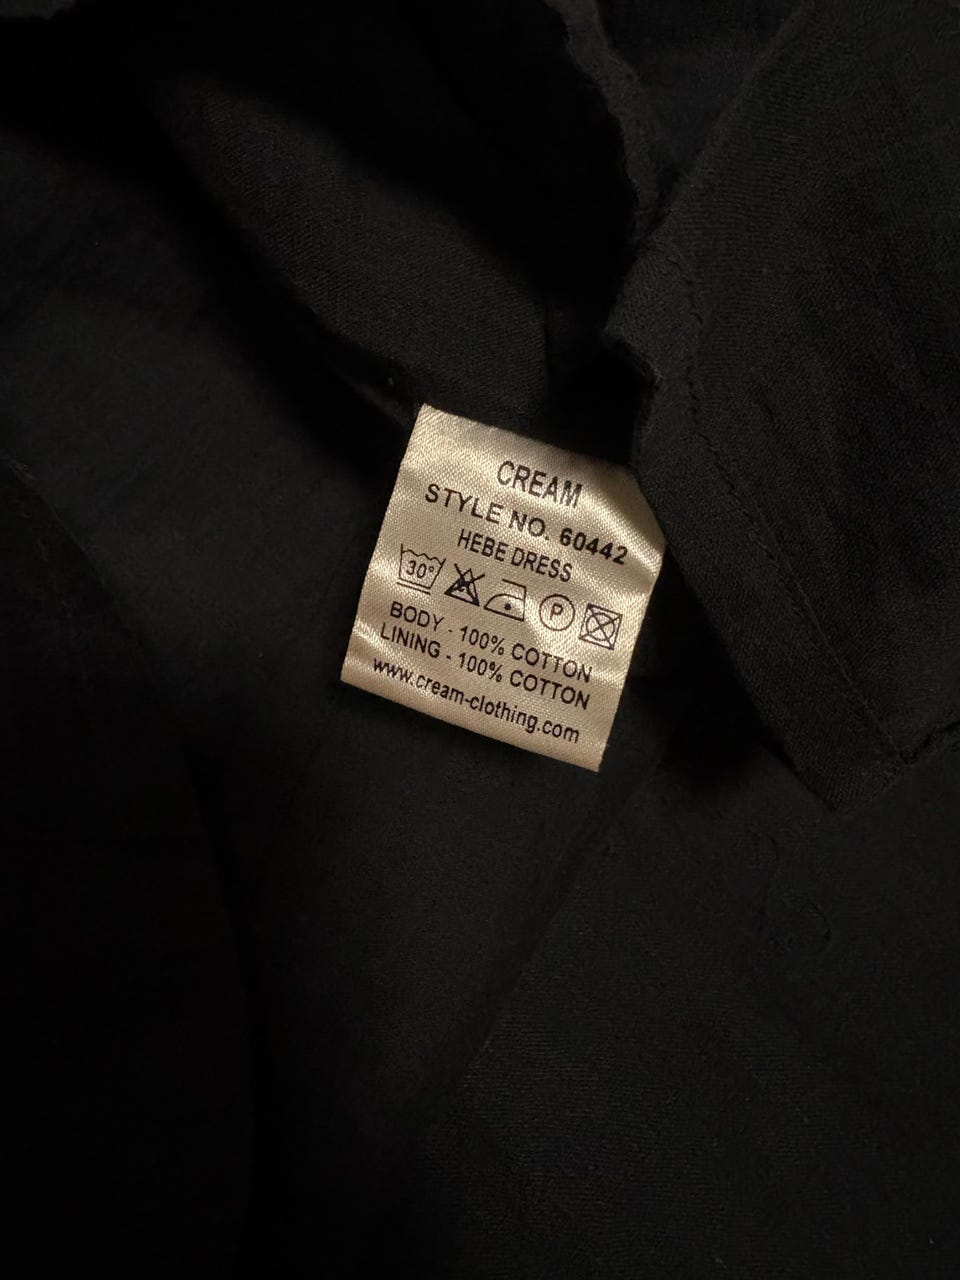 CREAM
STYLE NO. 60442
HEBE DRESS
30° P
BODY - 100% COTTON
LINING - 100% COTTON
www.cream-clothing.com